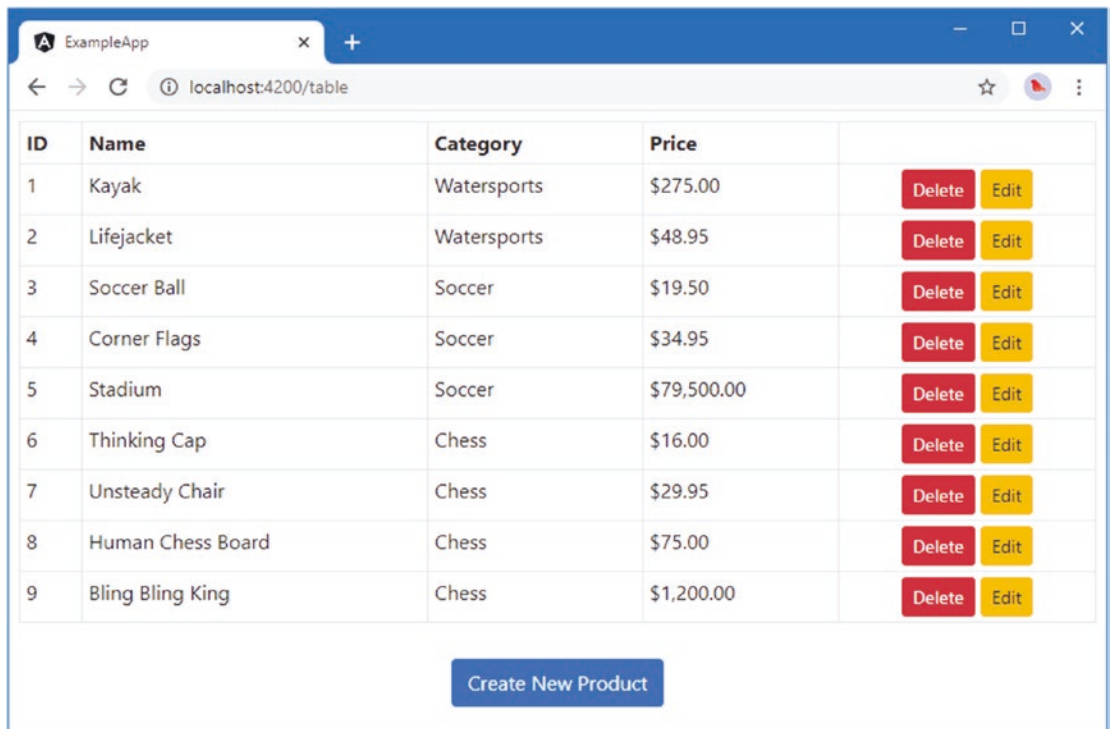 ExampleApp
localhost:4200/table
ID Name Category Price
1 Kayak Watersports $275.00 Delete Edit
2 Lifejacket Watersports $48.95 Delete Edit
3 Soccer Ball Soccer $19.50 Delete Edit
4 Corner Flags Soccer $34.95 Delete Edit
5 Stadium Soccer $79,500.00 Delete Edit
6 Thinking Cap Chess $16.00 Delete Edit
7 Unsteady Chair Chess $29.95 Delete Edit
8 Human Chess Board Chess $75.00 Delete Edit
9 Bling Bling King Chess $1,200.00 Delete Edit
Create New Product